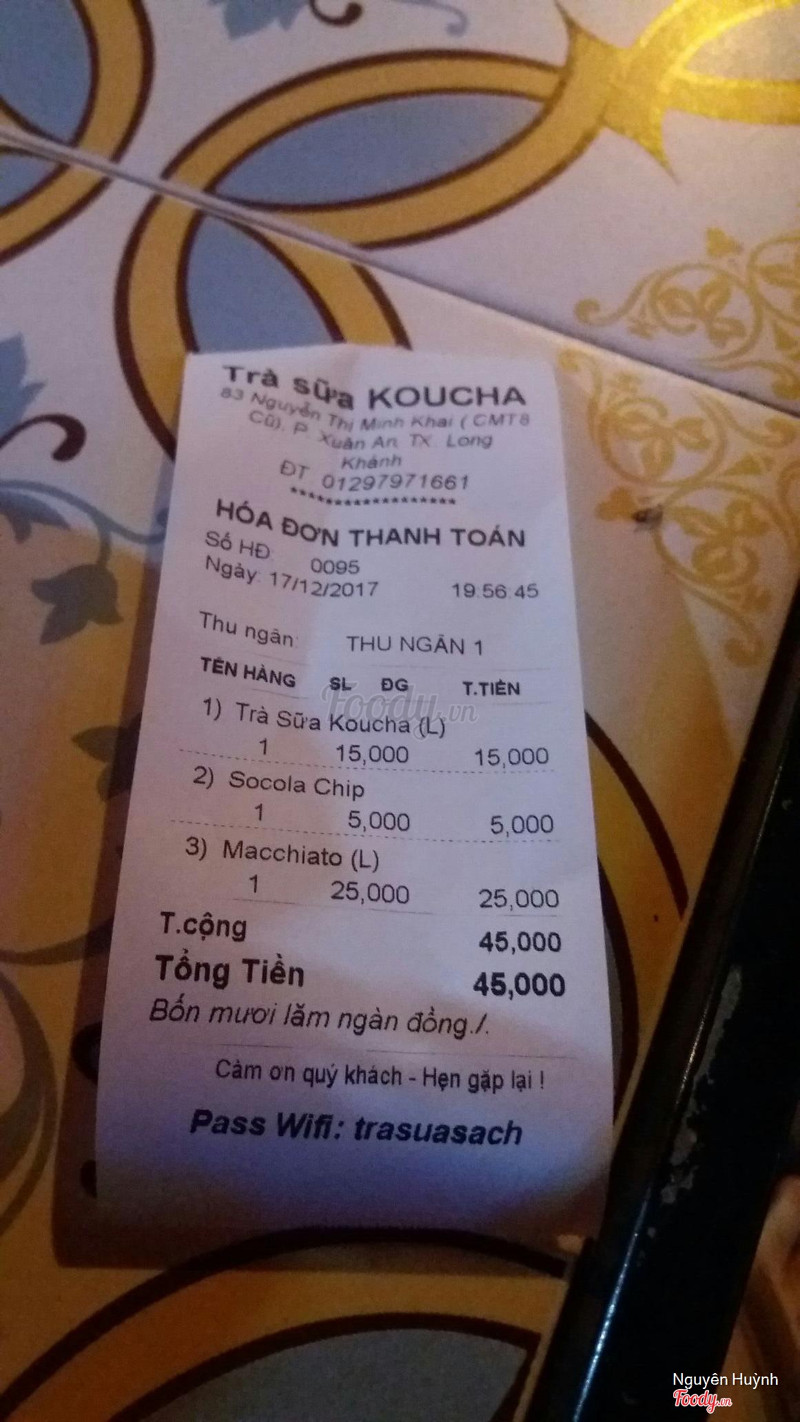 Trà sữa KOUCHA
83 Nguyễn Thị Minh Khai ( CMT8
Cũ), P. Xuân An, TX. Long
Khánh
ĐT 01297971661
******************
HÓA ĐƠN THANH TOÁN
Số HĐ: 0095
Ngày: 17/12/2017 19:56:45
Thu ngân: THU NGÂN 1
TÊN HÀNG SL ĐG T.TIỀN
1) Trà Sữa Koucha (L)
1 15,000 15,000
2) Socola Chip
1 5,000 5,000
3) Macchiato (L)
1 25,000 25,000
T.cộng 45,000
Tổng Tiền 45,000
Bốn mươi lăm ngàn đồng./.
Cảm ơn quý khách - Hẹn gặp lại !
Pass Wifi: trasuasach
Foody.vn
Nguyên Huỳnh
Foody.vn